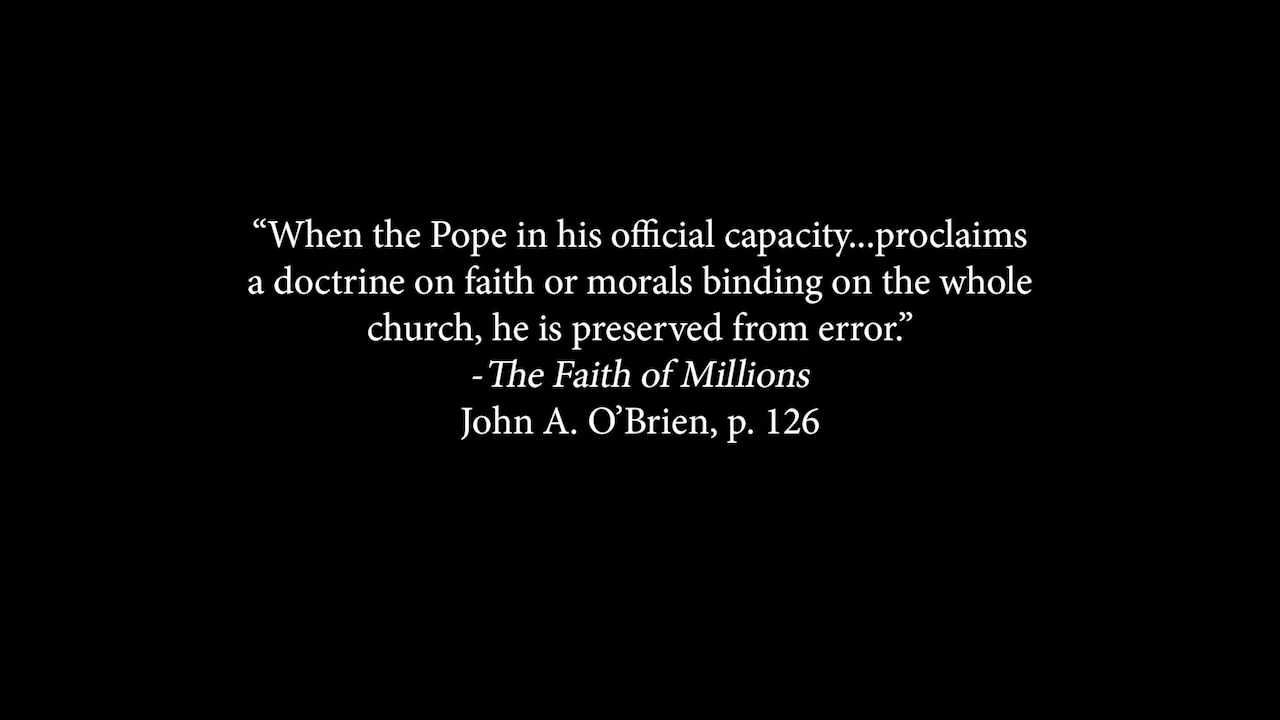 “When the Pope in his official capacity...proclaims
a doctrine on faith or morals binding on the whole
church, he is preserved from error.”
-The Faith of Millions
John A. O’Brien, p. 126